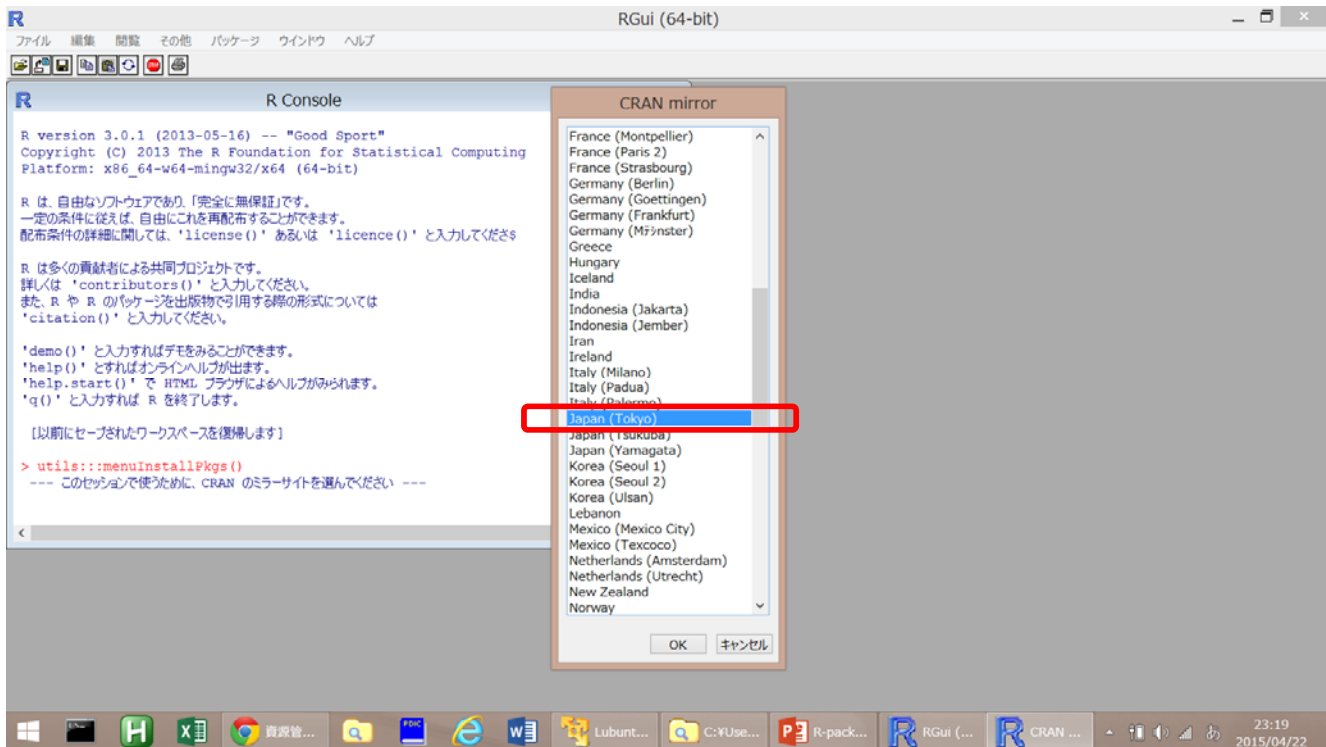 RGui (64-bit)
ファイル 編集 閲覧 その他 パッケージ ウインドウ ヘルプ
R Console
R version 3.0.1 (2013-05-16) -- "Good Sport"
Copyright (C) 2013 The R Foundation for Statistical Computing
Platform: x86_64-w64-mingw32/x64 (64-bit)
R は、自由なソフトウェアであり、「完全に無保証」です。
一定の条件に従えば、自由にこれを再配布することができます。
配布条件の詳細に関しては、'license()' あるいは 'licence()' と入力してくださ$
R は多くの貢献者による共同プロジェクトです。
詳しくは 'contributors()' と入力してください。
また、R や R のパッケージを出版物で引用する際の形式については
'citation()' と入力してください。
'demo()' と入力すればデモをみることができます。
'help()' とすればオンラインヘルプが出ます。
'help.start()' で HTML ブラウザによるヘルプがみられます。
'q()' と入力すれば R を終了します。
[以前にセーブされたワークスペースを復帰します]
> utils:::menuInstallPkgs()
--- このセッションで使うために、CRAN のミラーサイトを選んでください ---
CRAN mirror
France (Montpellier)
France (Paris 2)
France (Strasbourg)
Germany (Berlin)
Germany (Goettingen)
Germany (Frankfurt)
Germany (Mﾃｼnster)
Greece
Hungary
Iceland
India
Indonesia (Jakarta)
Indonesia (Jember)
Iran
Ireland
Italy (Milano)
Italy (Padua)
Italy (Palermo)
Japan (Tokyo)
Japan (Tsukuba)
Japan (Yamagata)
Korea (Seoul 1)
Korea (Seoul 2)
Korea (Ulsan)
Lebanon
Mexico (Mexico City)
Mexico (Texcoco)
Netherlands (Amsterdam)
Netherlands (Utrecht)
New Zealand
Norway
OK キャンセル
資源管... PDIC Lubunt... C:¥Use... R-pack... RGui (... CRAN ... あ 23:19
2015/04/22